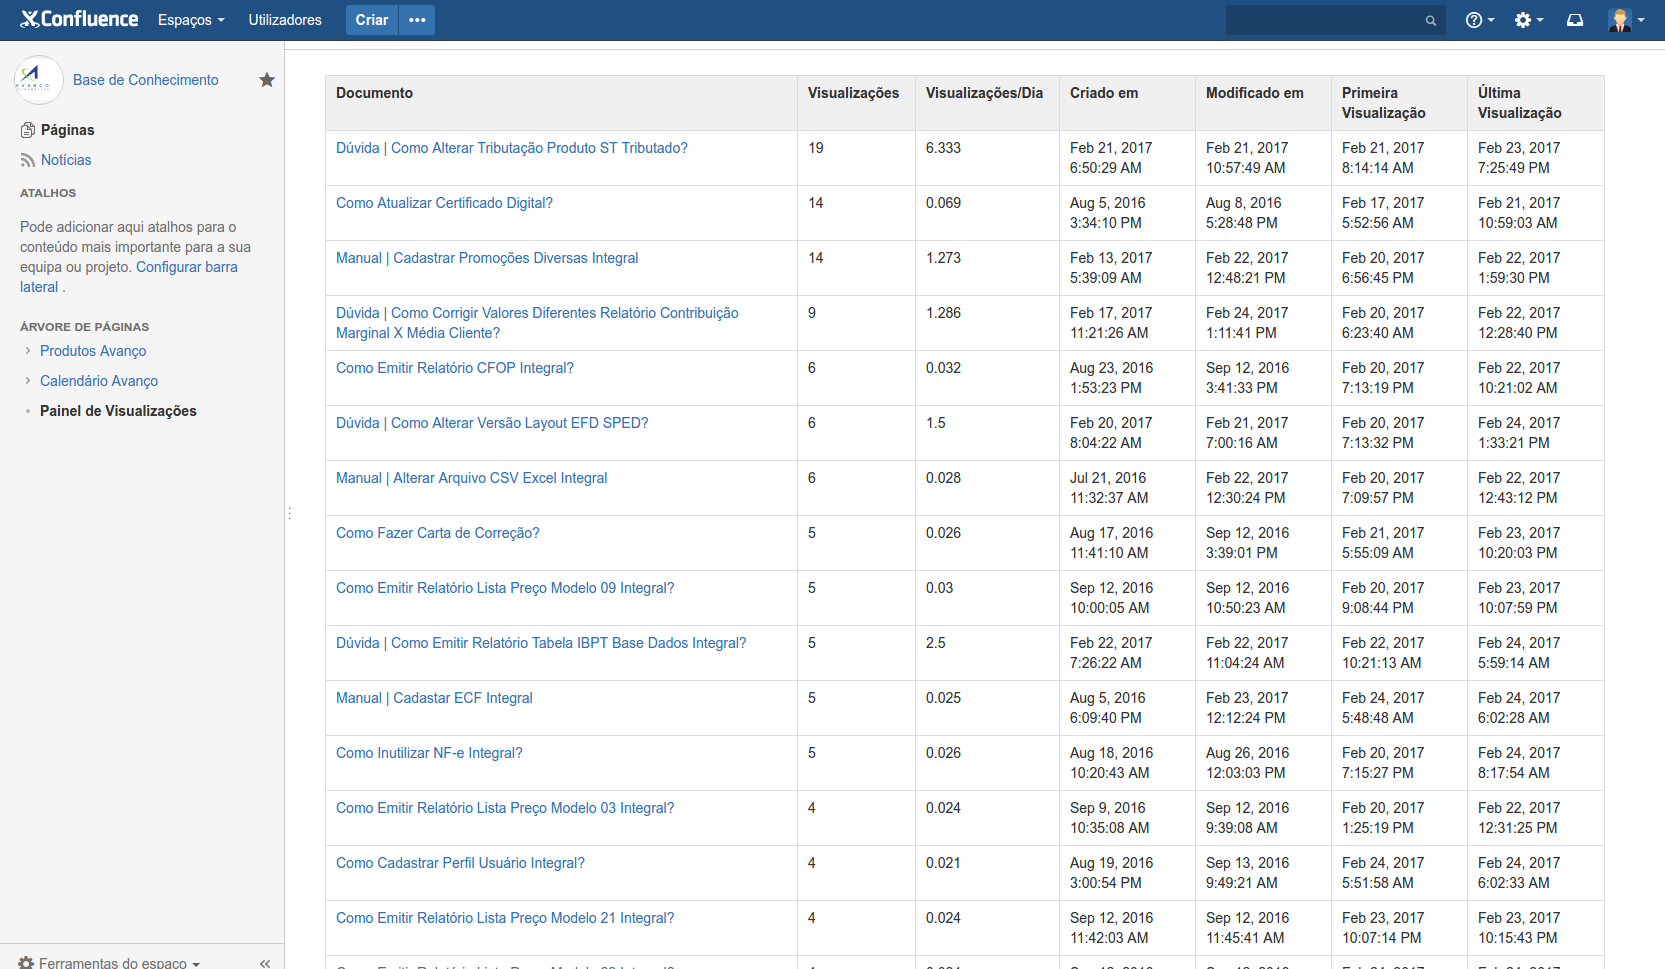 Confluence Espaços Utilizadores Criar
Base de Conhecimento
Páginas
Notícias
ATALHOS
Pode adicionar aqui atalhos para o
conteúdo mais importante para a sua
equipa ou projeto. Configurar barra
lateral .
ÁRVORE DE PÁGINAS
Produtos Avanço
Calendário Avanço
Painel de Visualizações
Ferramentas do espaço
Documento Visualizações Visualizações/Dia Criado em Modificado em Primeira Última
Visualização Visualização
Dúvida | Como Alterar Tributação Produto ST Tributado? 19 6.333 Feb 21, 2017 Feb 21, 2017 Feb 21, 2017 Feb 23, 2017
6:50:29 AM 10:57:49 AM 8:14:14 AM 7:25:49 PM
Como Atualizar Certificado Digital? 14 0.069 Aug 5, 2016 Aug 8, 2016 Feb 17, 2017 Feb 21, 2017
3:34:10 PM 5:28:48 PM 5:52:56 AM 10:59:03 AM
Manual | Cadastrar Promoções Diversas Integral 14 1.273 Feb 13, 2017 Feb 22, 2017 Feb 20, 2017 Feb 22, 2017
5:39:09 AM 12:48:21 PM 6:56:45 PM 1:59:30 PM
Dúvida | Como Corrigir Valores Diferentes Relatório Contribuição 9 1.286 Feb 17, 2017 Feb 24, 2017 Feb 20, 2017 Feb 22, 2017
Marginal X Média Cliente? 11:21:26 AM 1:11:41 PM 6:23:40 AM 12:28:40 PM
Como Emitir Relatório CFOP Integral? 6 0.032 Aug 23, 2016 Sep 12, 2016 Feb 20, 2017 Feb 22, 2017
1:53:23 PM 3:41:33 PM 7:13:19 PM 10:21:02 AM
Dúvida | Como Alterar Versão Layout EFD SPED? 6 1.5 Feb 20, 2017 Feb 21, 2017 Feb 20, 2017 Feb 24, 2017
8:04:22 AM 7:00:16 AM 7:13:32 PM 1:33:21 PM
Manual | Alterar Arquivo CSV Excel Integral 6 0.028 Jul 21, 2016 Feb 22, 2017 Feb 20, 2017 Feb 22, 2017
11:32:37 AM 12:30:24 PM 7:09:57 PM 12:43:12 PM
Como Fazer Carta de Correção? 5 0.026 Aug 17, 2016 Sep 12, 2016 Feb 21, 2017 Feb 23, 2017
11:41:10 AM 3:39:01 PM 5:55:09 AM 10:20:03 PM
Como Emitir Relatório Lista Preço Modelo 09 Integral? 5 0.03 Sep 12, 2016 Sep 12, 2016 Feb 20, 2017 Feb 23, 2017
10:00:05 AM 10:50:23 AM 9:08:44 PM 10:07:59 PM
Dúvida | Como Emitir Relatório Tabela IBPT Base Dados Integral? 5 2.5 Feb 22, 2017 Feb 22, 2017 Feb 22, 2017 Feb 24, 2017
7:26:22 AM 11:04:24 AM 10:21:13 AM 5:59:14 AM
Manual | Cadastar ECF Integral 5 0.025 Aug 5, 2016 Feb 23, 2017 Feb 24, 2017 Feb 24, 2017
6:09:40 PM 12:12:24 PM 5:48:48 AM 6:02:28 AM
Como Inutilizar NF-e Integral? 5 0.026 Aug 18, 2016 Aug 26, 2016 Feb 20, 2017 Feb 24, 2017
10:20:43 AM 12:03:03 PM 7:15:27 PM 8:17:54 AM
Como Emitir Relatório Lista Preço Modelo 03 Integral? 4 0.024 Sep 9, 2016 Sep 12, 2016 Feb 20, 2017 Feb 22, 2017
10:35:08 AM 9:39:08 AM 1:25:19 PM 12:31:25 PM
Como Cadastrar Perfil Usuário Integral? 4 0.021 Aug 19, 2016 Sep 13, 2016 Feb 24, 2017 Feb 24, 2017
3:00:54 PM 9:49:21 AM 5:51:58 AM 6:02:33 AM
Como Emitir Relatório Lista Preço Modelo 21 Integral? 4 0.024 Sep 12, 2016 Sep 12, 2016 Feb 23, 2017 Feb 23, 2017
11:42:03 AM 11:45:41 AM 10:07:14 PM 10:15:43 PM